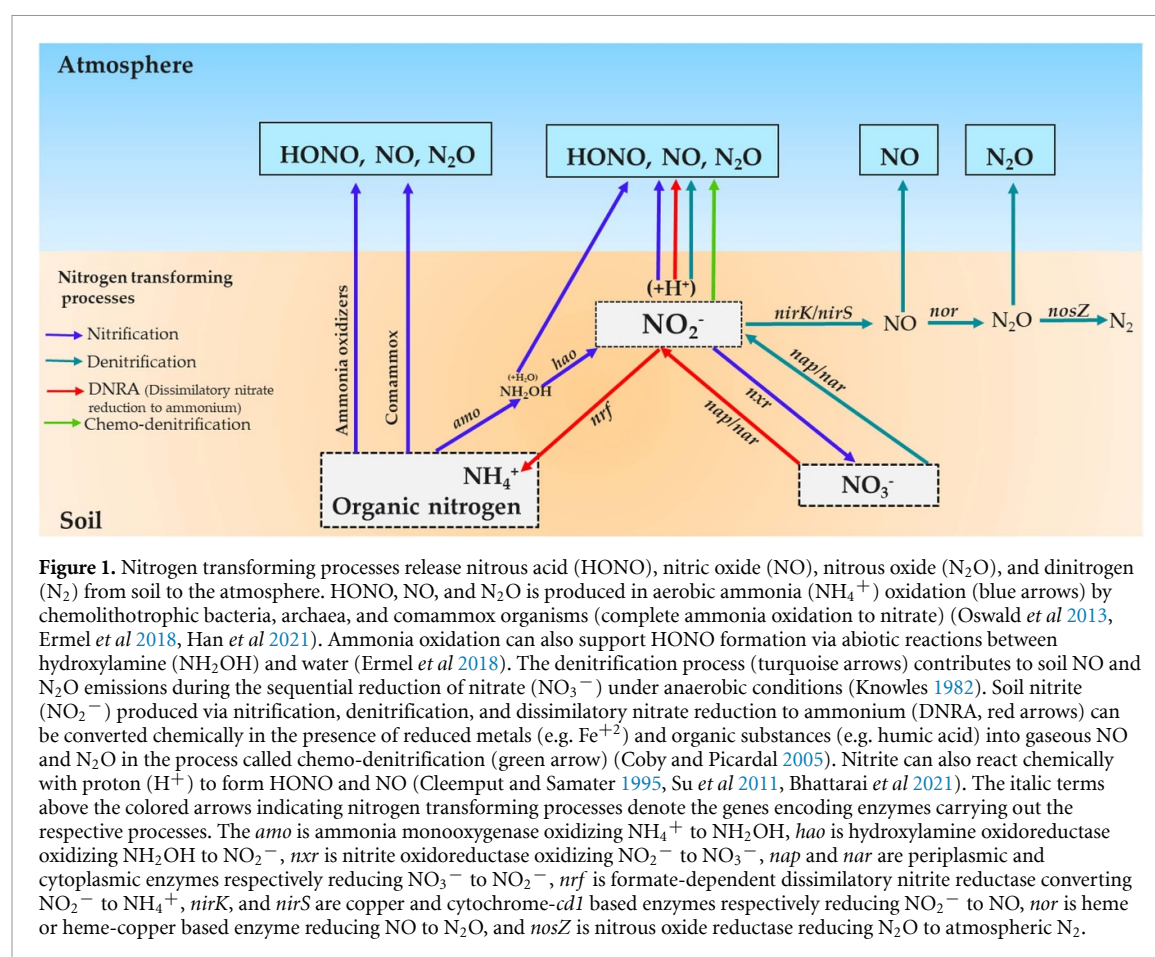 Atmosphere
HONO, NO, N₂O
HONO, NO, N₂O
NO
N₂O
Nitrogen transforming
processes
Nitrification
Denitrification
DNRA (Dissimilatory nitrate
reduction to ammonium)
Chemo-denitrification
Ammonia oxidizers
Comammox
(+H⁺)
NO₂⁻
nirK/nirS
NO
nor
N₂O
nosZ
N₂
(+H₂O)
NH₂OH
hao
amo
nrf
nap/nar
nxr
nap/nar
NH₄⁺
Organic nitrogen
NO₃⁻
Soil
Figure 1. Nitrogen transforming processes release nitrous acid (HONO), nitric oxide (NO), nitrous oxide (N₂O), and dinitrogen
(N₂) from soil to the atmosphere. HONO, NO, and N₂O is produced in aerobic ammonia (NH₄⁺) oxidation (blue arrows) by
chemolithotrophic bacteria, archaea, and comammox organisms (complete ammonia oxidation to nitrate) (Oswald et al 2013,
Ermel et al 2018, Han et al 2021). Ammonia oxidation can also support HONO formation via abiotic reactions between
hydroxylamine (NH₂OH) and water (Ermel et al 2018). The denitrification process (turquoise arrows) contributes to soil NO and
N₂O emissions during the sequential reduction of nitrate (NO₃⁻) under anaerobic conditions (Knowles 1982). Soil nitrite
(NO₂⁻) produced via nitrification, denitrification, and dissimilatory nitrate reduction to ammonium (DNRA, red arrows) can
be converted chemically in the presence of reduced metals (e.g. Fe⁺²) and organic substances (e.g. humic acid) into gaseous NO
and N₂O in the process called chemo-denitrification (green arrow) (Coby and Picardal 2005). Nitrite can also react chemically
with proton (H⁺) to form HONO and NO (Cleemput and Samater 1995, Su et al 2011, Bhattarai et al 2021). The italic terms
above the colored arrows indicating nitrogen transforming processes denote the genes encoding enzymes carrying out the
respective processes. The amo is ammonia monooxygenase oxidizing NH₄⁺ to NH₂OH, hao is hydroxylamine oxidoreductase
oxidizing NH₂OH to NO₂⁻, nxr is nitrite oxidoreductase oxidizing NO₂⁻ to NO₃⁻, nap and nar are periplasmic and
cytoplasmic enzymes respectively reducing NO₃⁻ to NO₂⁻, nrf is formate-dependent dissimilatory nitrite reductase converting
NO₂⁻ to NH₄⁺, nirK, and nirS are copper and cytochrome-cd1 based enzymes respectively reducing NO₂⁻ to NO, nor is heme
or heme-copper based enzyme reducing NO to N₂O, and nosZ is nitrous oxide reductase reducing N₂O to atmospheric N₂.